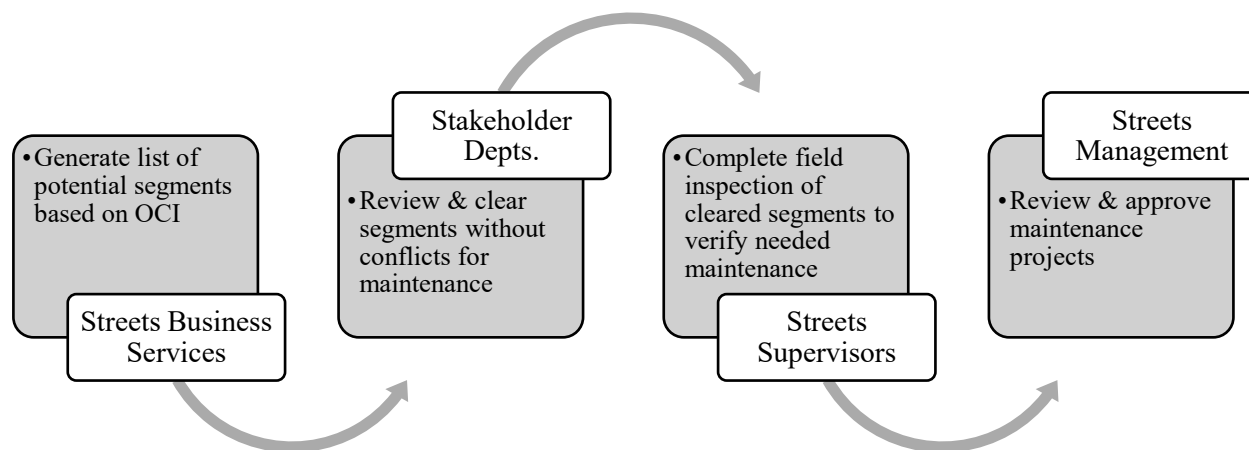 •Generate list of
potential segments
based on OCI
Streets Business
Services
Stakeholder
Depts.
•Review & clear
segments without
conflicts for
maintenance
•Complete field
inspection of
cleared segments to
verify needed
maintenance
Streets
Supervisors
Streets
Management
•Review & approve
maintenance
projects